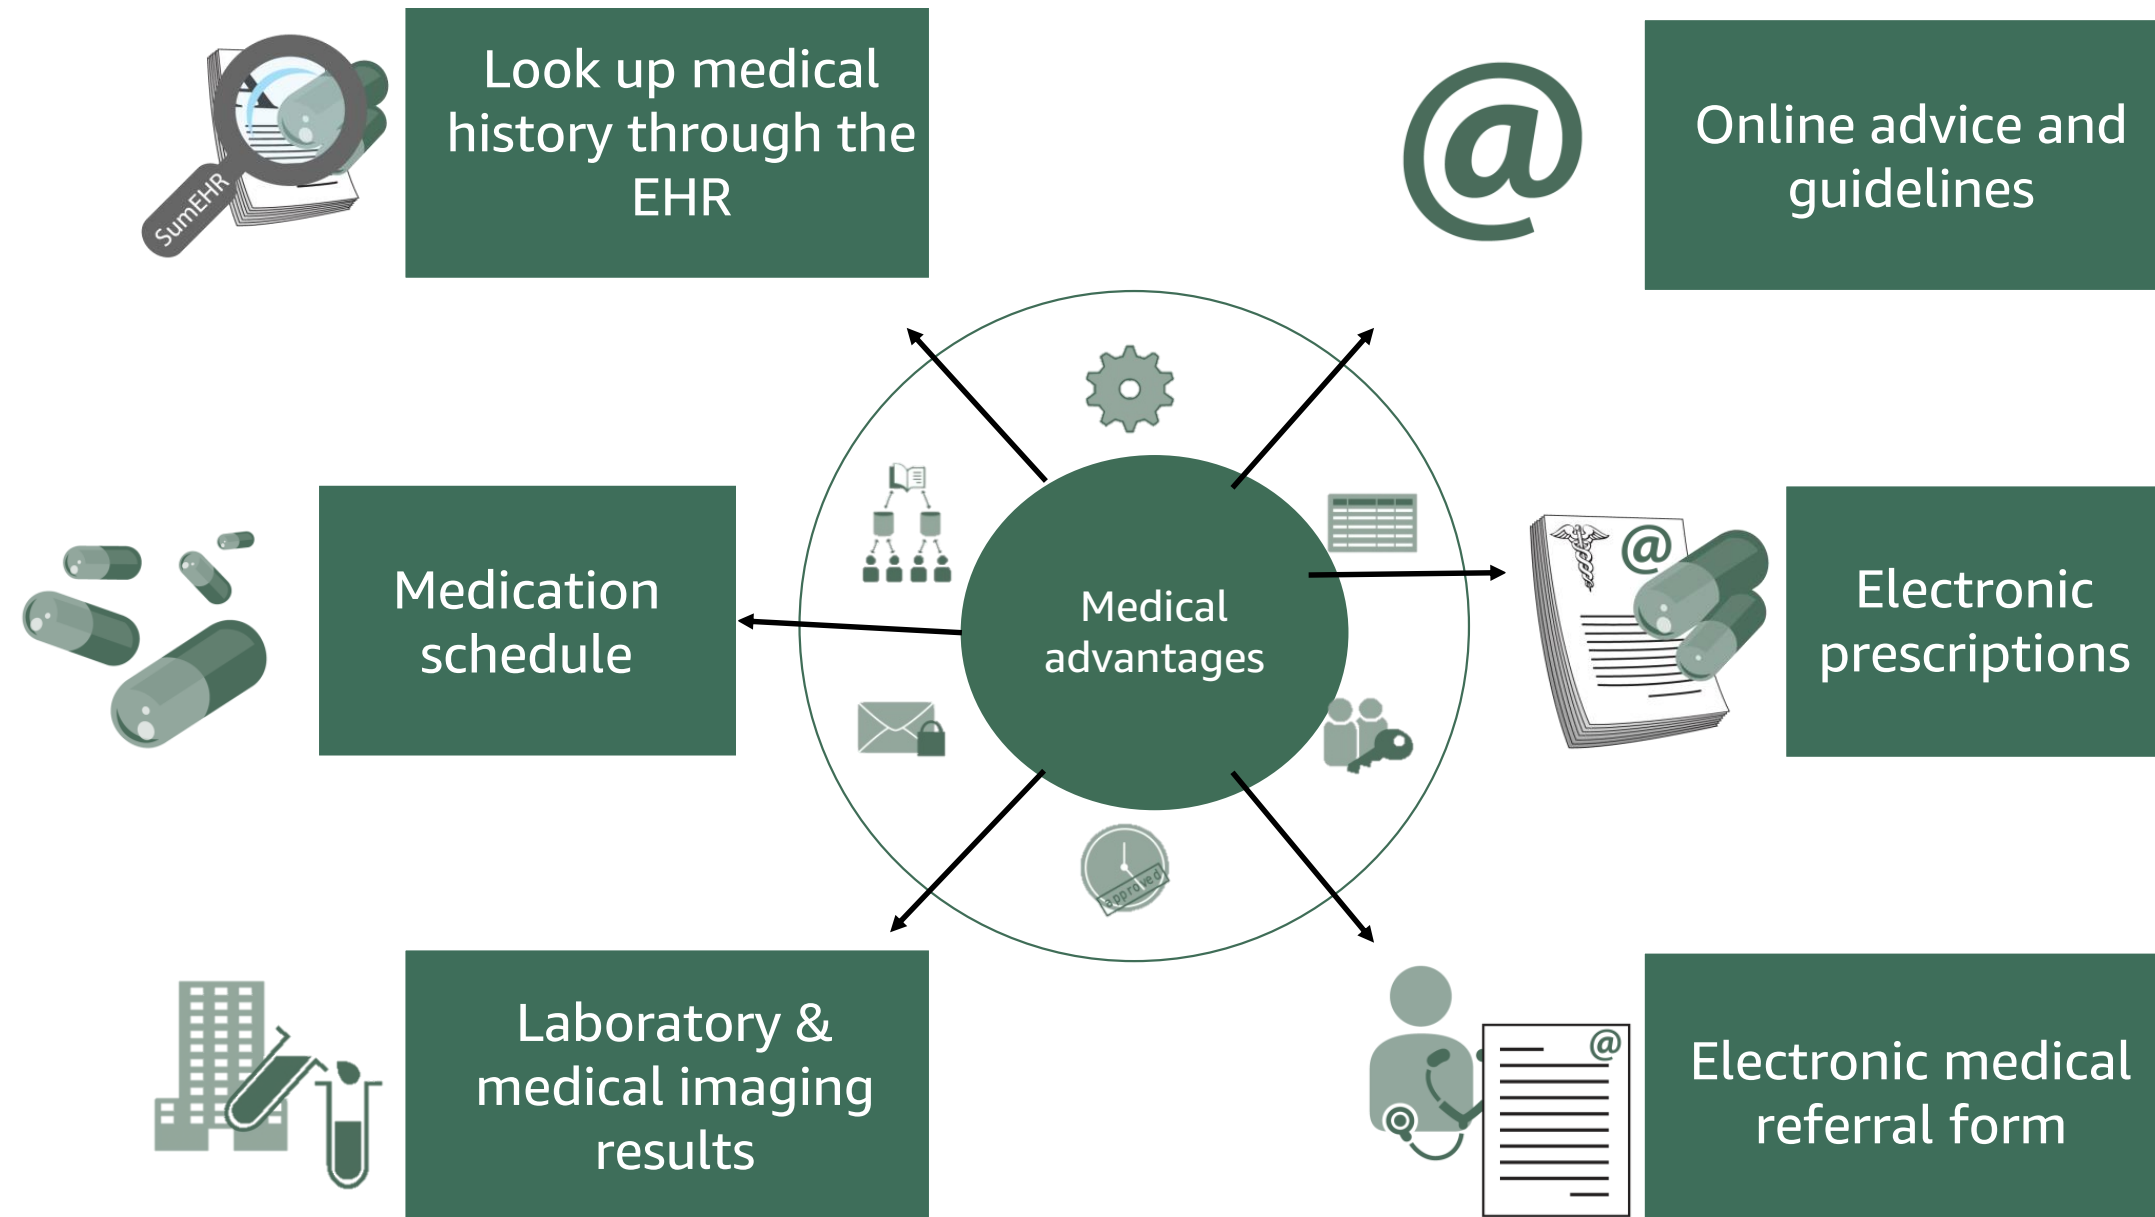 Look up medical
history through the
EHR
SumEHR
@
Online advice and
guidelines
Medication
schedule
Medical
advantages
@
Electronic
prescriptions
approved
Laboratory &
medical imaging
results
@
Electronic medical
referral form